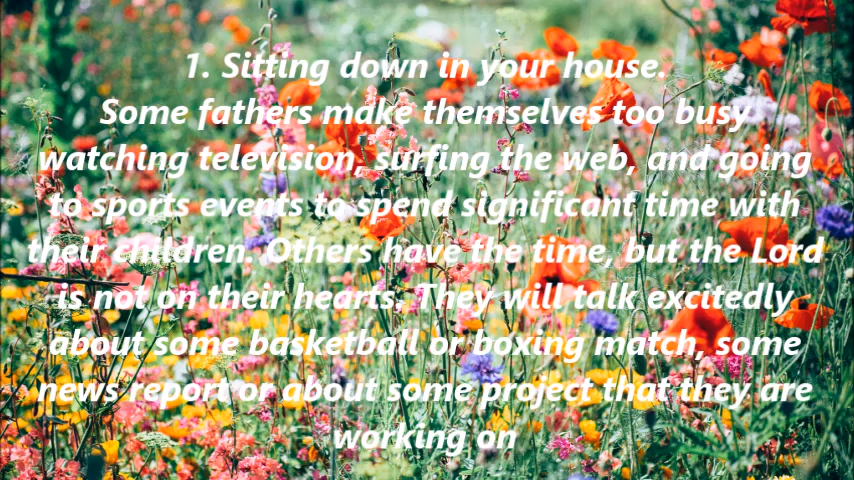 1. Sitting down in your house.
Some fathers make themselves too busy
watching television, surfing the web, and going
to sports events to spend significant time with
their children. Others have the time, but the Lord
is not on their hearts. They will talk excitedly
about some basketball or boxing match, some
news report or about some project that they are
working on